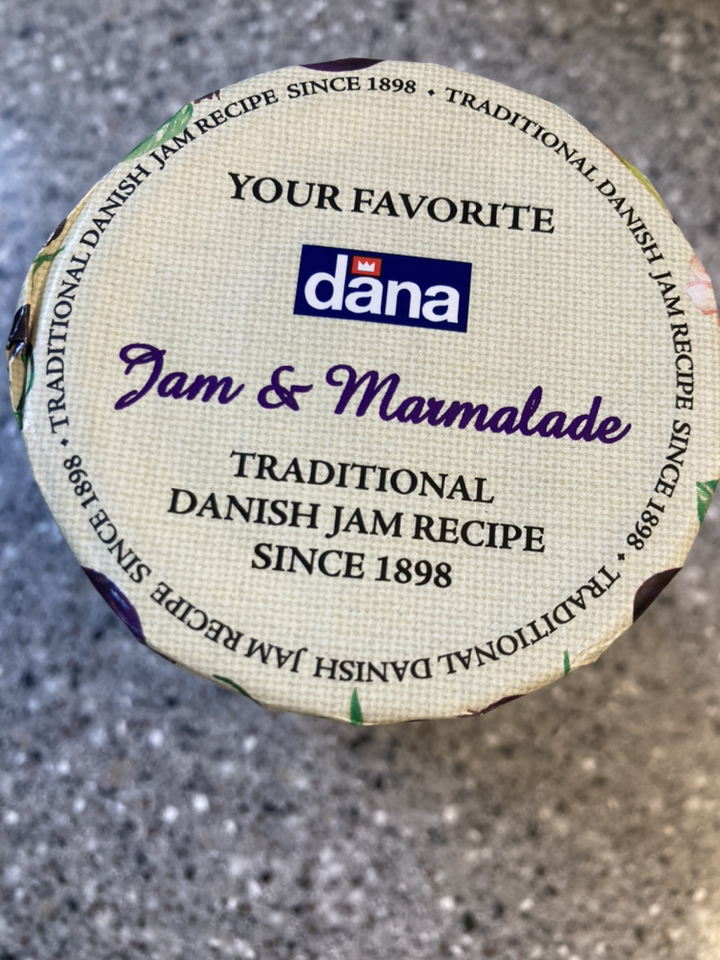 YOUR FAVORITE
dana
Jam & Marmalade
TRADITIONAL
DANISH JAM RECIPE
SINCE 1898
TRADITIONAL DANISH JAM RECIPE SINCE 1898 • TRADITIONAL DANISH JAM RECIPE SINCE 1898 • TRADITIONAL DANISH JAM RECIPE SINCE 1898 •